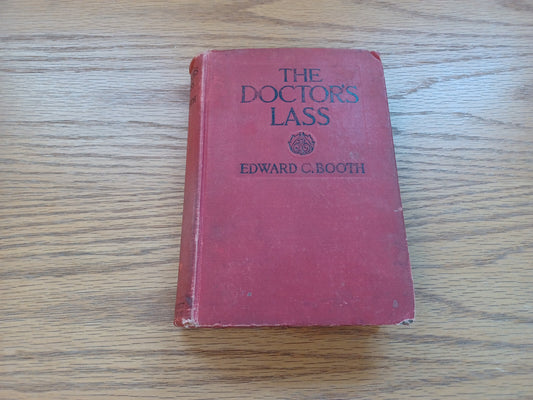 THE
DOCTOR'S
LASS
EDWARD C. BOOTH